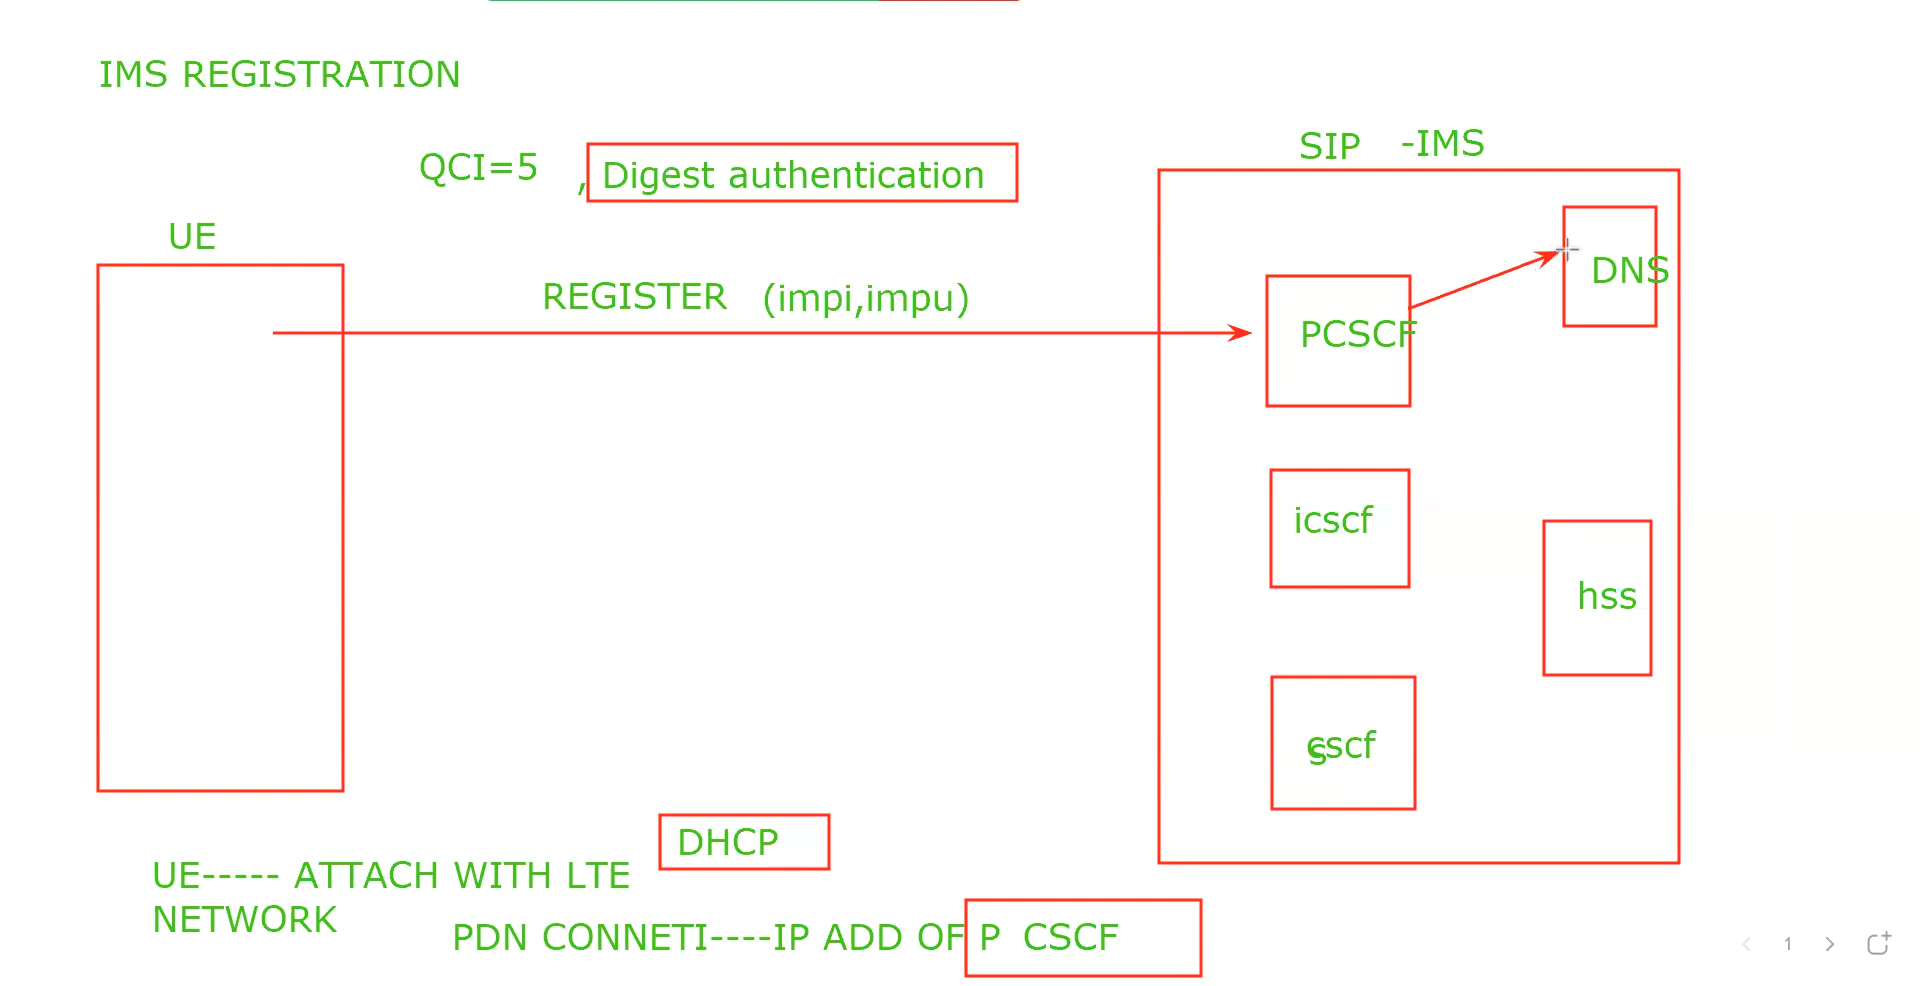 IMS REGISTRATION
SIP -IMS
QCI=5 , Digest authentication
UE
DNS
REGISTER (impi,impu)
PCSCF
icscf
hss
scscf
DHCP
UE----- ATTACH WITH LTE
NETWORK
PDN CONNETI----IP ADD OF P CSCF
1